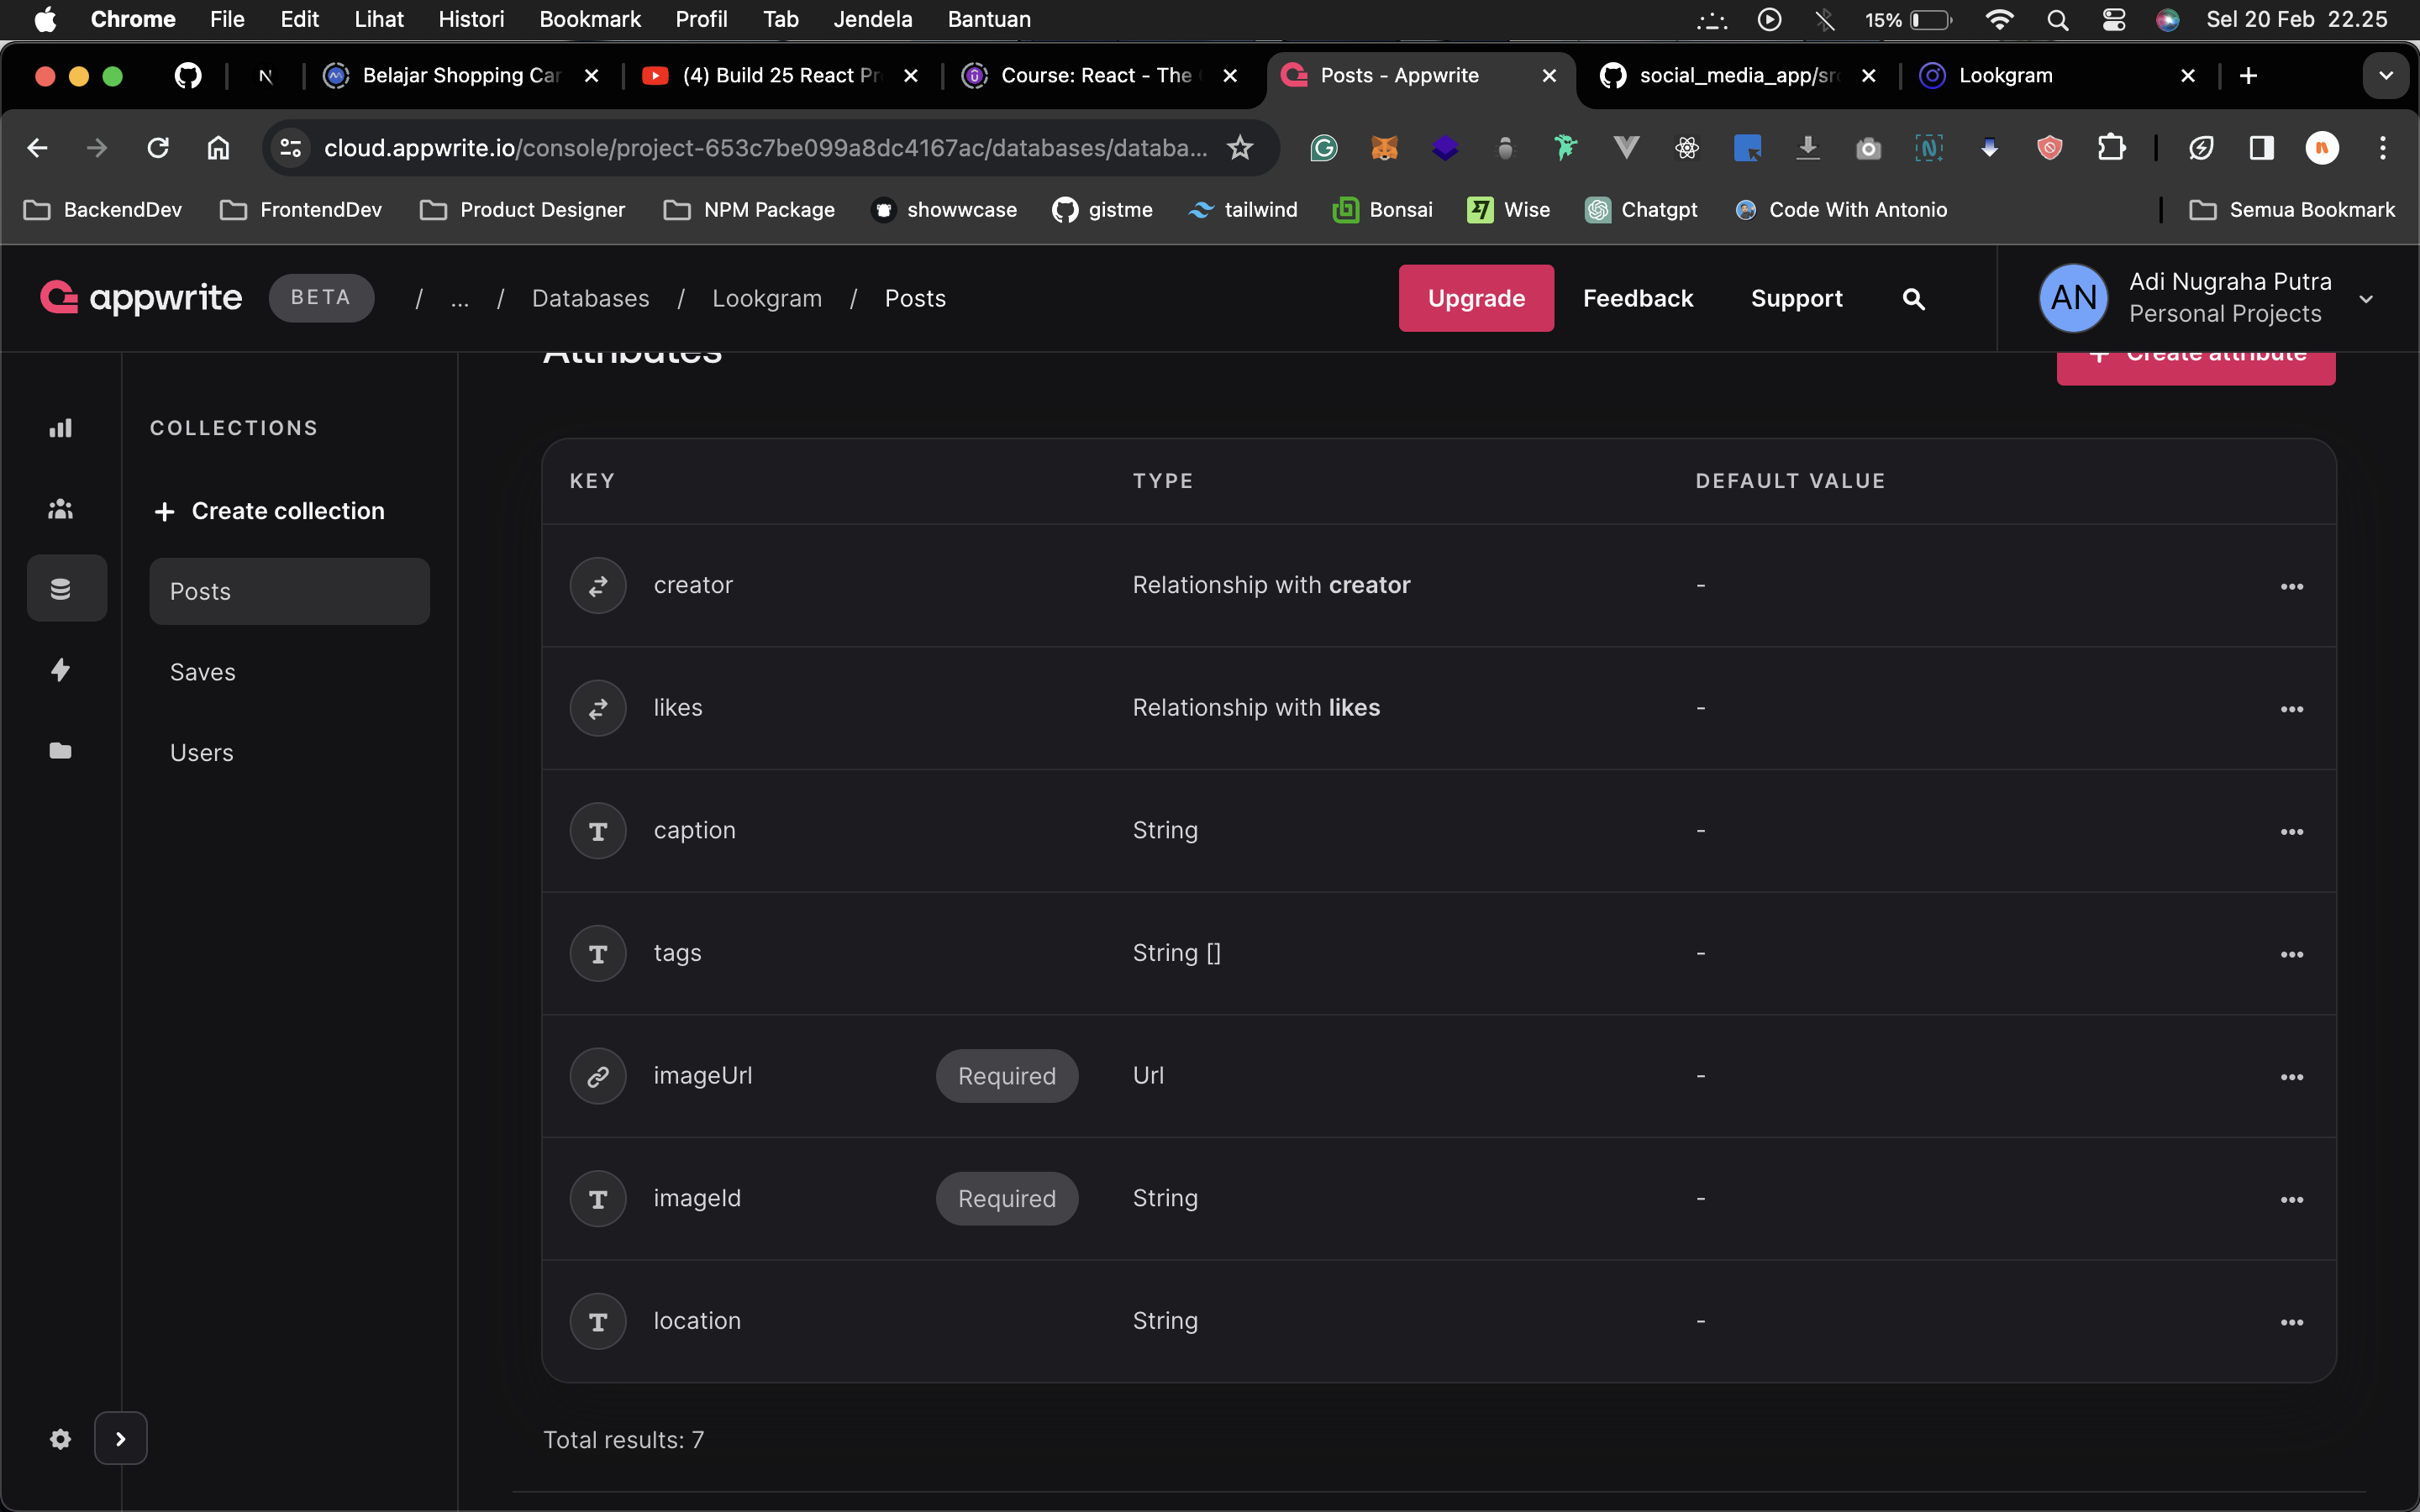 Chrome File Edit Lihat Histori Bookmark Profil Tab Jendela Bantuan 15% Sel 20 Feb 22.25
Belajar Shopping Car (4) Build 25 React Pr Course: React - The Posts - Appwrite social_media_app/sr Lookgram
cloud.appwrite.io/console/project-653c7be099a8dc4167ac/databases/databa...
BackendDev FrontendDev Product Designer NPM Package showwcase gistme tailwind Bonsai Wise Chatgpt Code With Antonio Semua Bookmark
appwrite BETA / ... / Databases / Lookgram / Posts Upgrade Feedback Support AN Adi Nugraha Putra
Personal Projects
Attributes + Create attribute
COLLECTIONS
+ Create collection
Posts
Saves
Users
KEY TYPE DEFAULT VALUE
creator Relationship with creator -
likes Relationship with likes -
caption String -
tags String [] -
imageUrl Required Url -
imageId Required String -
location String -
Total results: 7